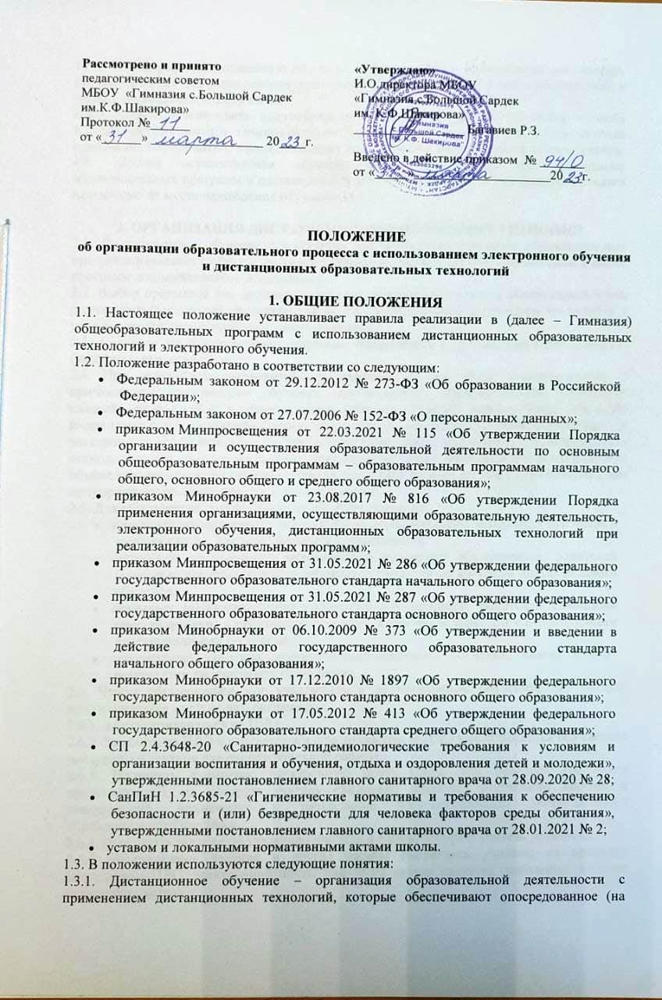 Рассмотрено и принято
педагогическим советом
МБОУ «Гимназия с.Большой Сардек
им.К.Ф.Шакирова»
Протокол № 11
от « 31 » марта 20 23 г.
«Утверждаю»
И.О.директора МБОУ
«Гимназия с.Большой Сардек
им. К.Ф.Шакирова»
Багавиев Р.З.
Введено в действие приказом № 94/О
от « 31 » марта 20 23 г.
Гимназия
с.Большой Сардек
им. К.Ф. Шакирова"
ПОЛОЖЕНИЕ
об организации образовательного процесса с использованием электронного обучения
и дистанционных образовательных технологий
1. ОБЩИЕ ПОЛОЖЕНИЯ
1.1. Настоящее положение устанавливает правила реализации в (далее – Гимназия)
общеобразовательных программ с использованием дистанционных образовательных
технологий и электронного обучения.
1.2. Положение разработано в соответствии со следующим:
• Федеральным законом от 29.12.2012 № 273-ФЗ «Об образовании в Российской
Федерации»;
• Федеральным законом от 27.07.2006 № 152-ФЗ «О персональных данных»;
• приказом Минпросвещения от 22.03.2021 № 115 «Об утверждении Порядка
организации и осуществления образовательной деятельности по основным
общеобразовательным программам – образовательным программам начального
общего, основного общего и среднего общего образования»;
• приказом Минобрнауки от 23.08.2017 № 816 «Об утверждении Порядка
применения организациями, осуществляющими образовательную деятельность,
электронного обучения, дистанционных образовательных технологий при
реализации образовательных программ»;
• приказом Минпросвещения от 31.05.2021 № 286 «Об утверждении федерального
государственного образовательного стандарта начального общего образования»;
• приказом Минпросвещения от 31.05.2021 № 287 «Об утверждении федерального
государственного образовательного стандарта основного общего образования»;
• приказом Минобрнауки от 06.10.2009 № 373 «Об утверждении и введении в
действие федерального государственного образовательного стандарта
начального общего образования»;
• приказом Минобрнауки от 17.12.2010 № 1897 «Об утверждении федерального
государственного образовательного стандарта основного общего образования»;
• приказом Минобрнауки от 17.05.2012 № 413 «Об утверждении федерального
государственного образовательного стандарта среднего общего образования»;
• СП 2.4.3648-20 «Санитарно-эпидемиологические требования к условиям и
организации воспитания и обучения, отдыха и оздоровления детей и молодежи»,
утвержденными постановлением главного санитарного врача от 28.09.2020 № 28;
• СанПиН 1.2.3685-21 «Гигиенические нормативы и требования к обеспечению
безопасности и (или) безвредности для человека факторов среды обитания»,
утвержденными постановлением главного санитарного врача от 28.01.2021 № 2;
• уставом и локальными нормативными актами школы.
1.3. В положении используются следующие понятия:
1.3.1. Дистанционное обучение – организация образовательной деятельности с
применением дистанционных технологий, которые обеспечивают опосредованное (на